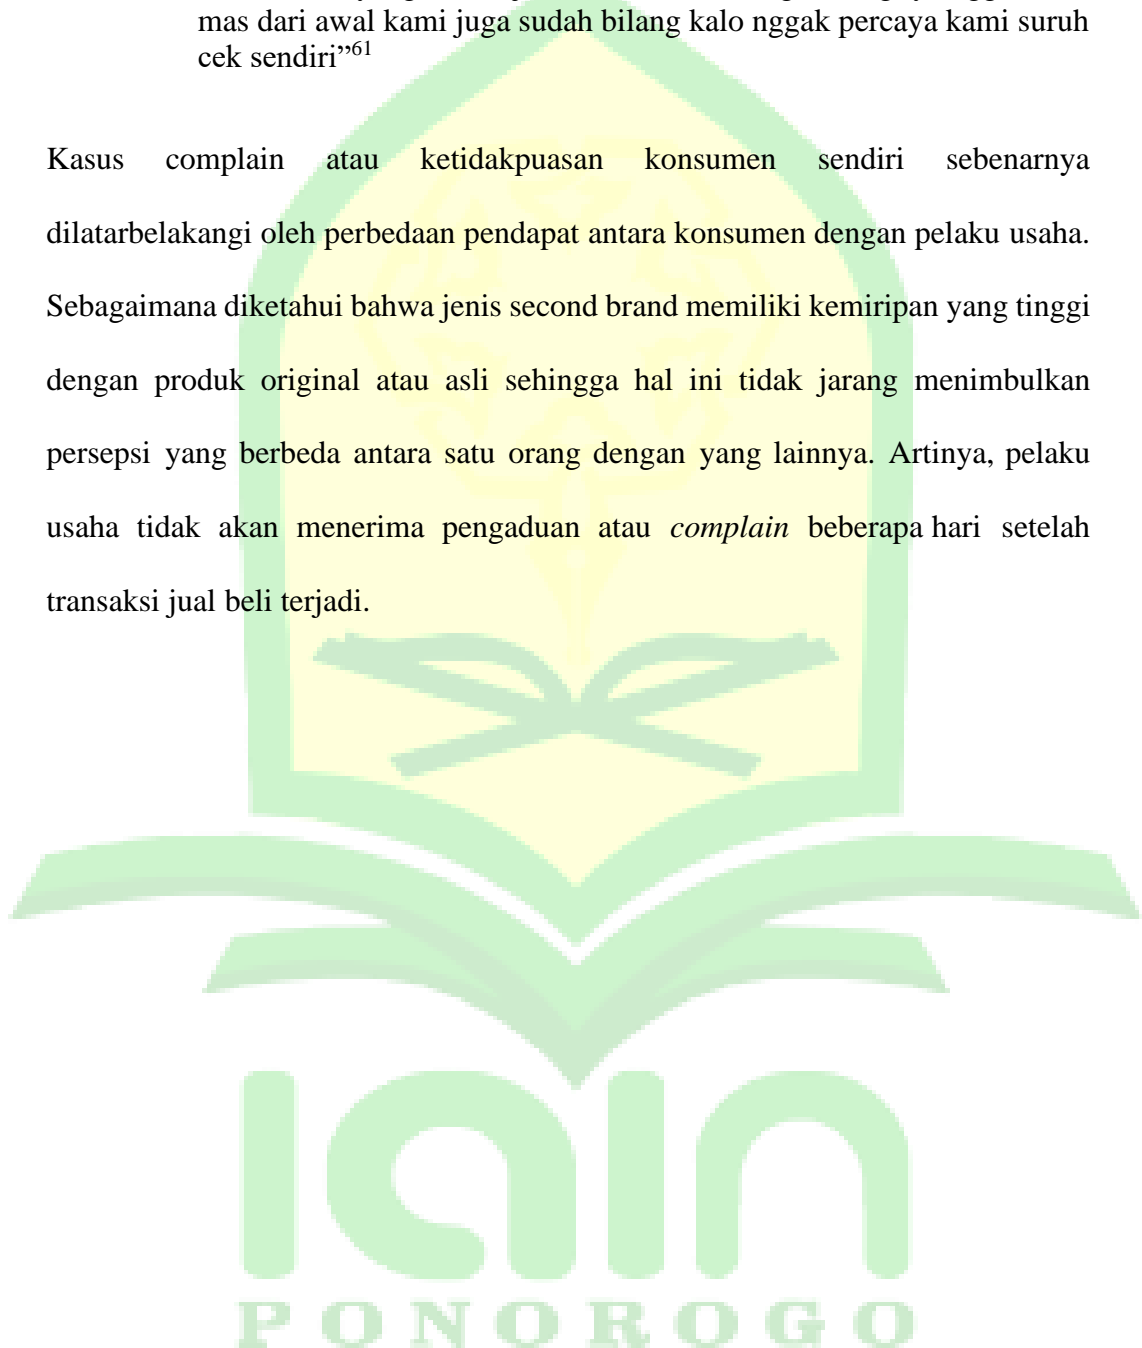 mas dari awal kami juga sudah bilang kalo nggak percaya kami suruh
cek sendiri”61
Kasus complain atau ketidakpuasan konsumen sendiri sebenarnya
dilatarbelakangi oleh perbedaan pendapat antara konsumen dengan pelaku usaha.
Sebagaimana diketahui bahwa jenis second brand memiliki kemiripan yang tinggi
dengan produk original atau asli sehingga hal ini tidak jarang menimbulkan
persepsi yang berbeda antara satu orang dengan yang lainnya. Artinya, pelaku
usaha tidak akan menerima pengaduan atau complain beberapa hari setelah
transaksi jual beli terjadi.
iain
PONOROGO